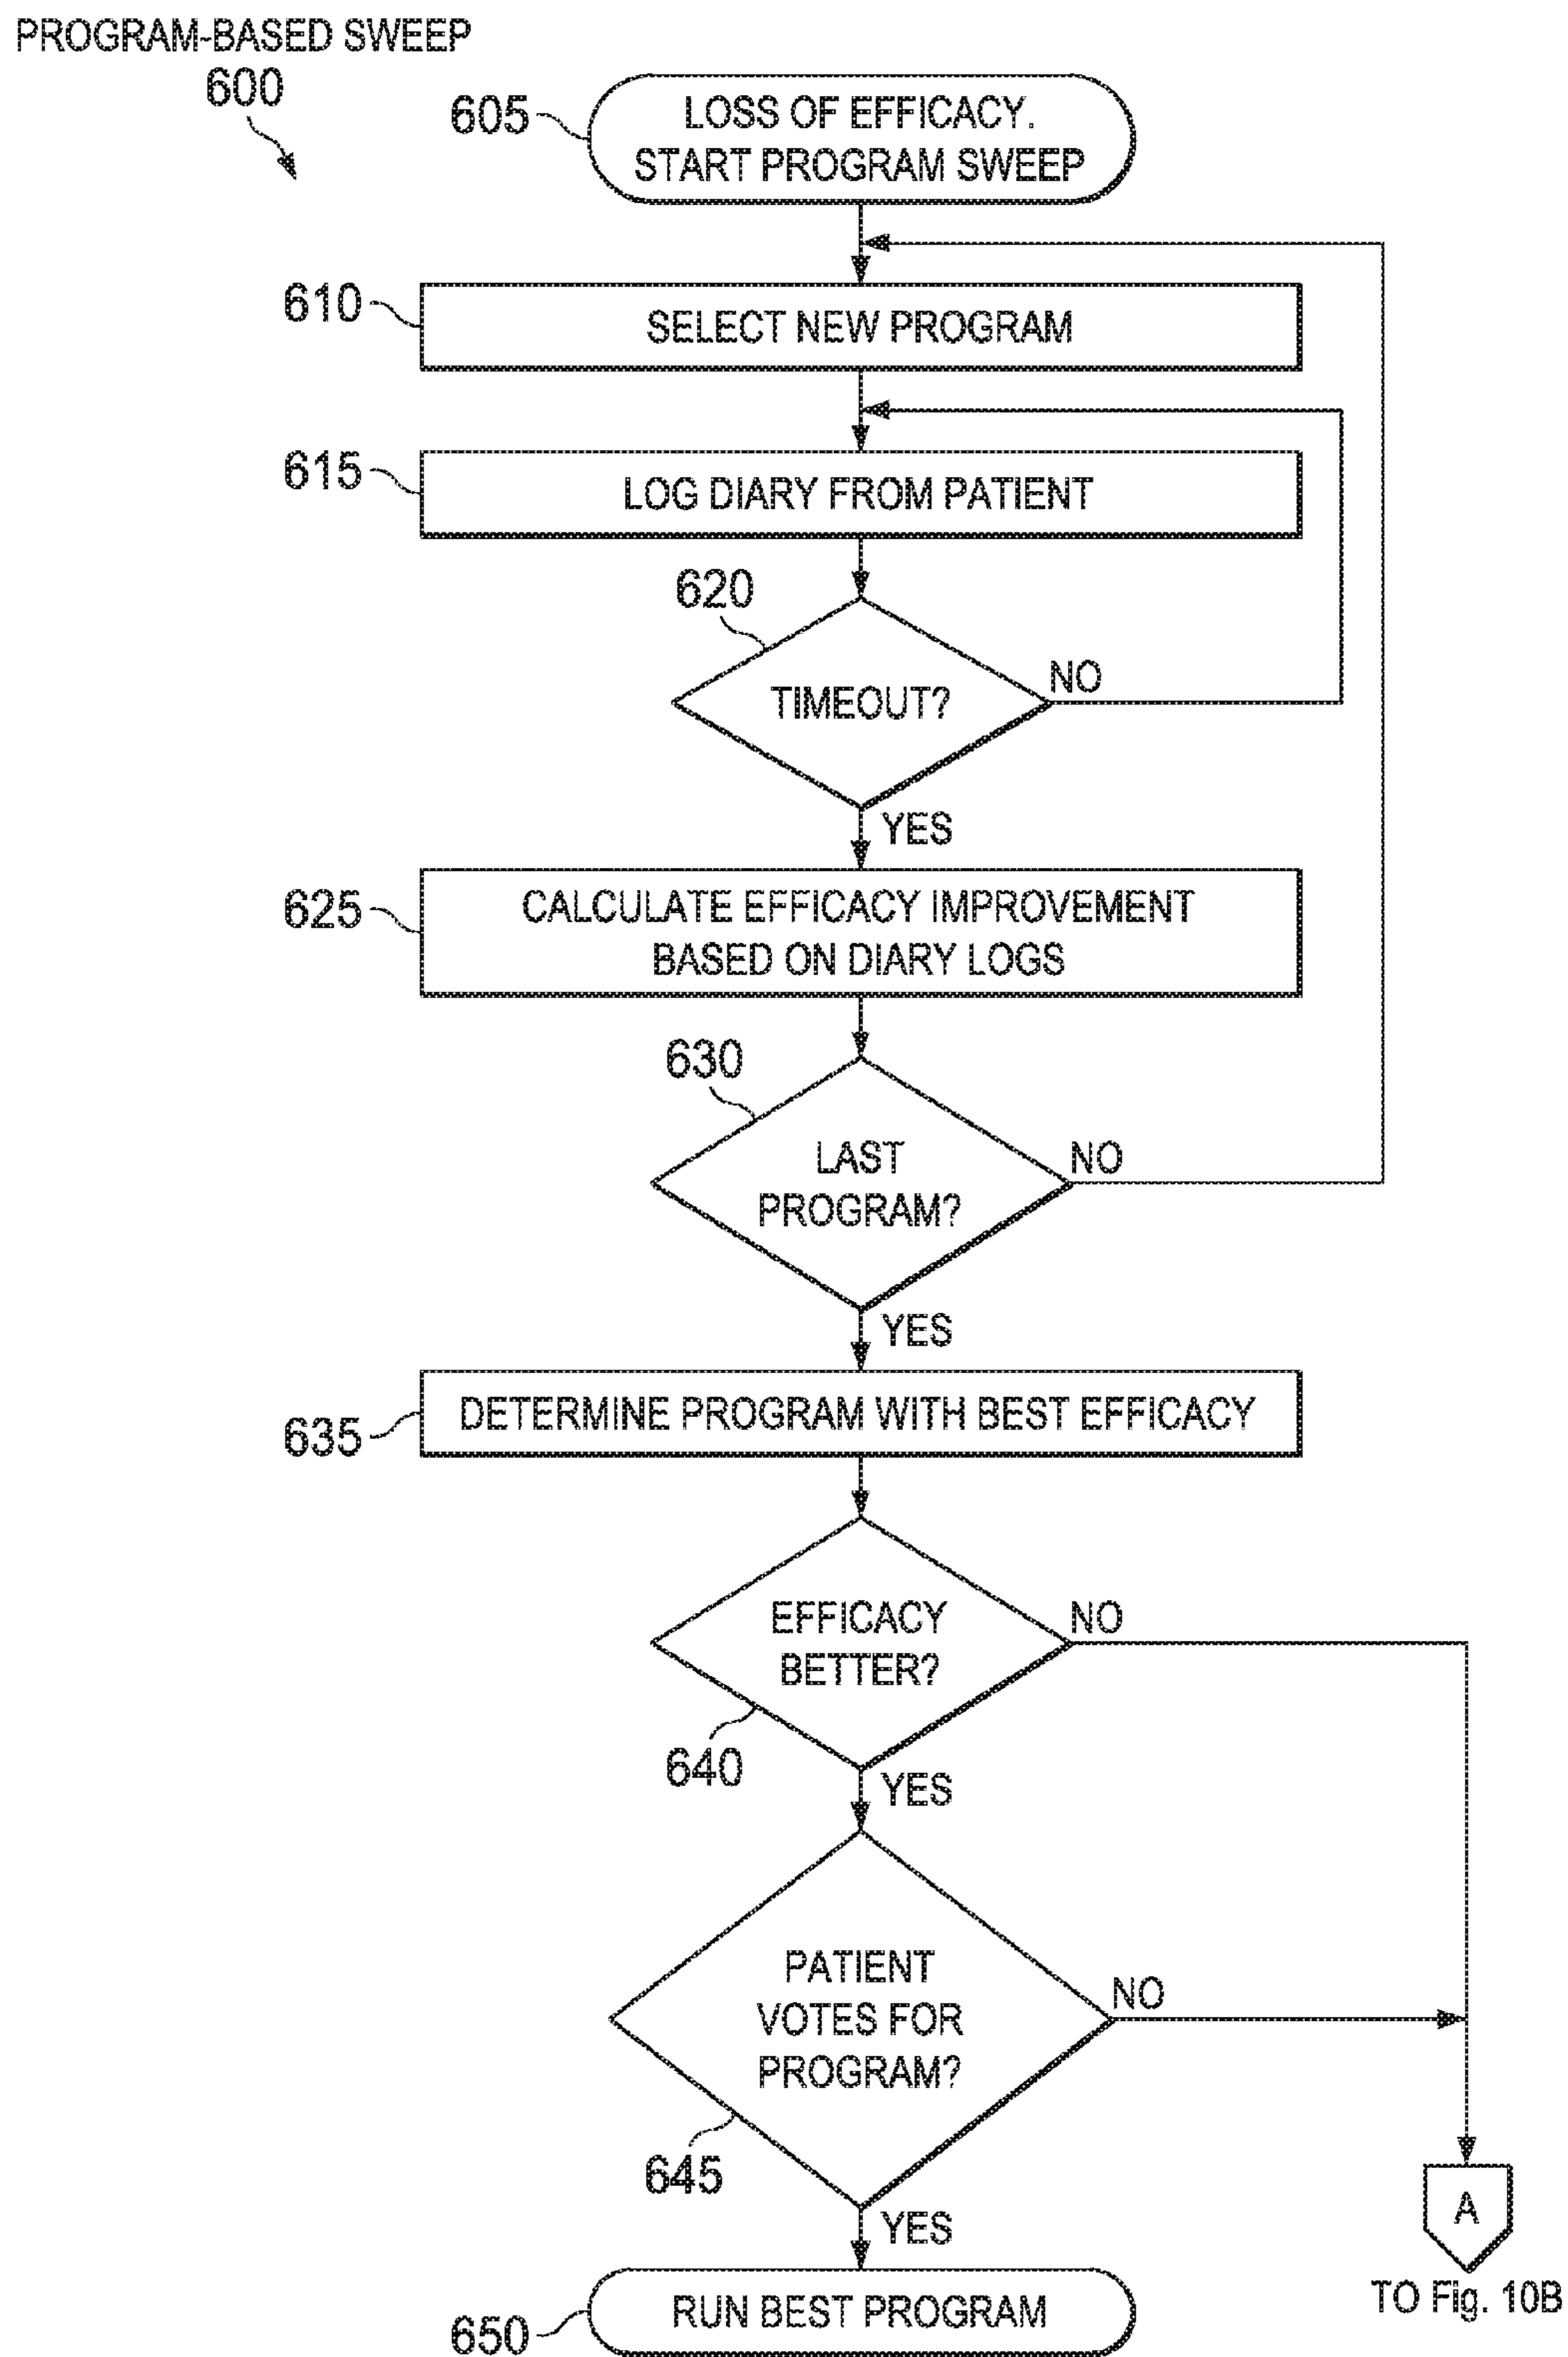 PROGRAM-BASED SWEEP
600
605
LOSS OF EFFICACY.
START PROGRAM SWEEP
610
SELECT NEW PROGRAM
615
LOG DIARY FROM PATIENT
620
TIMEOUT?
NO
YES
625
CALCULATE EFFICACY IMPROVEMENT
BASED ON DIARY LOGS
630
LAST
PROGRAM?
NO
YES
635
DETERMINE PROGRAM WITH BEST EFFICACY
EFFICACY
BETTER?
NO
640
YES
PATIENT
VOTES FOR
PROGRAM?
NO
645
YES
A
TO Fig. 10B
650
RUN BEST PROGRAM